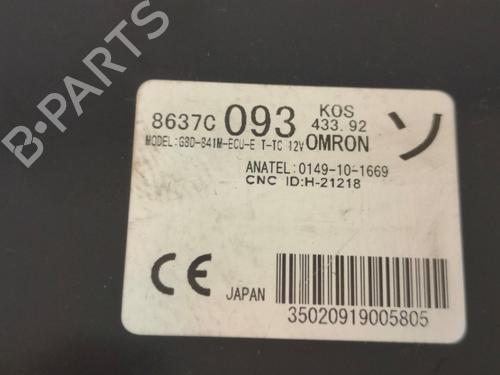 8637C 093 KOS
433.92
MODEL:G8D-841M-ECU-E T-TC 12V OMRON
ソ
ANATEL:0149-10-1669
CNC ID:H-21218
CE
JAPAN
35020919005805
B-PARTS